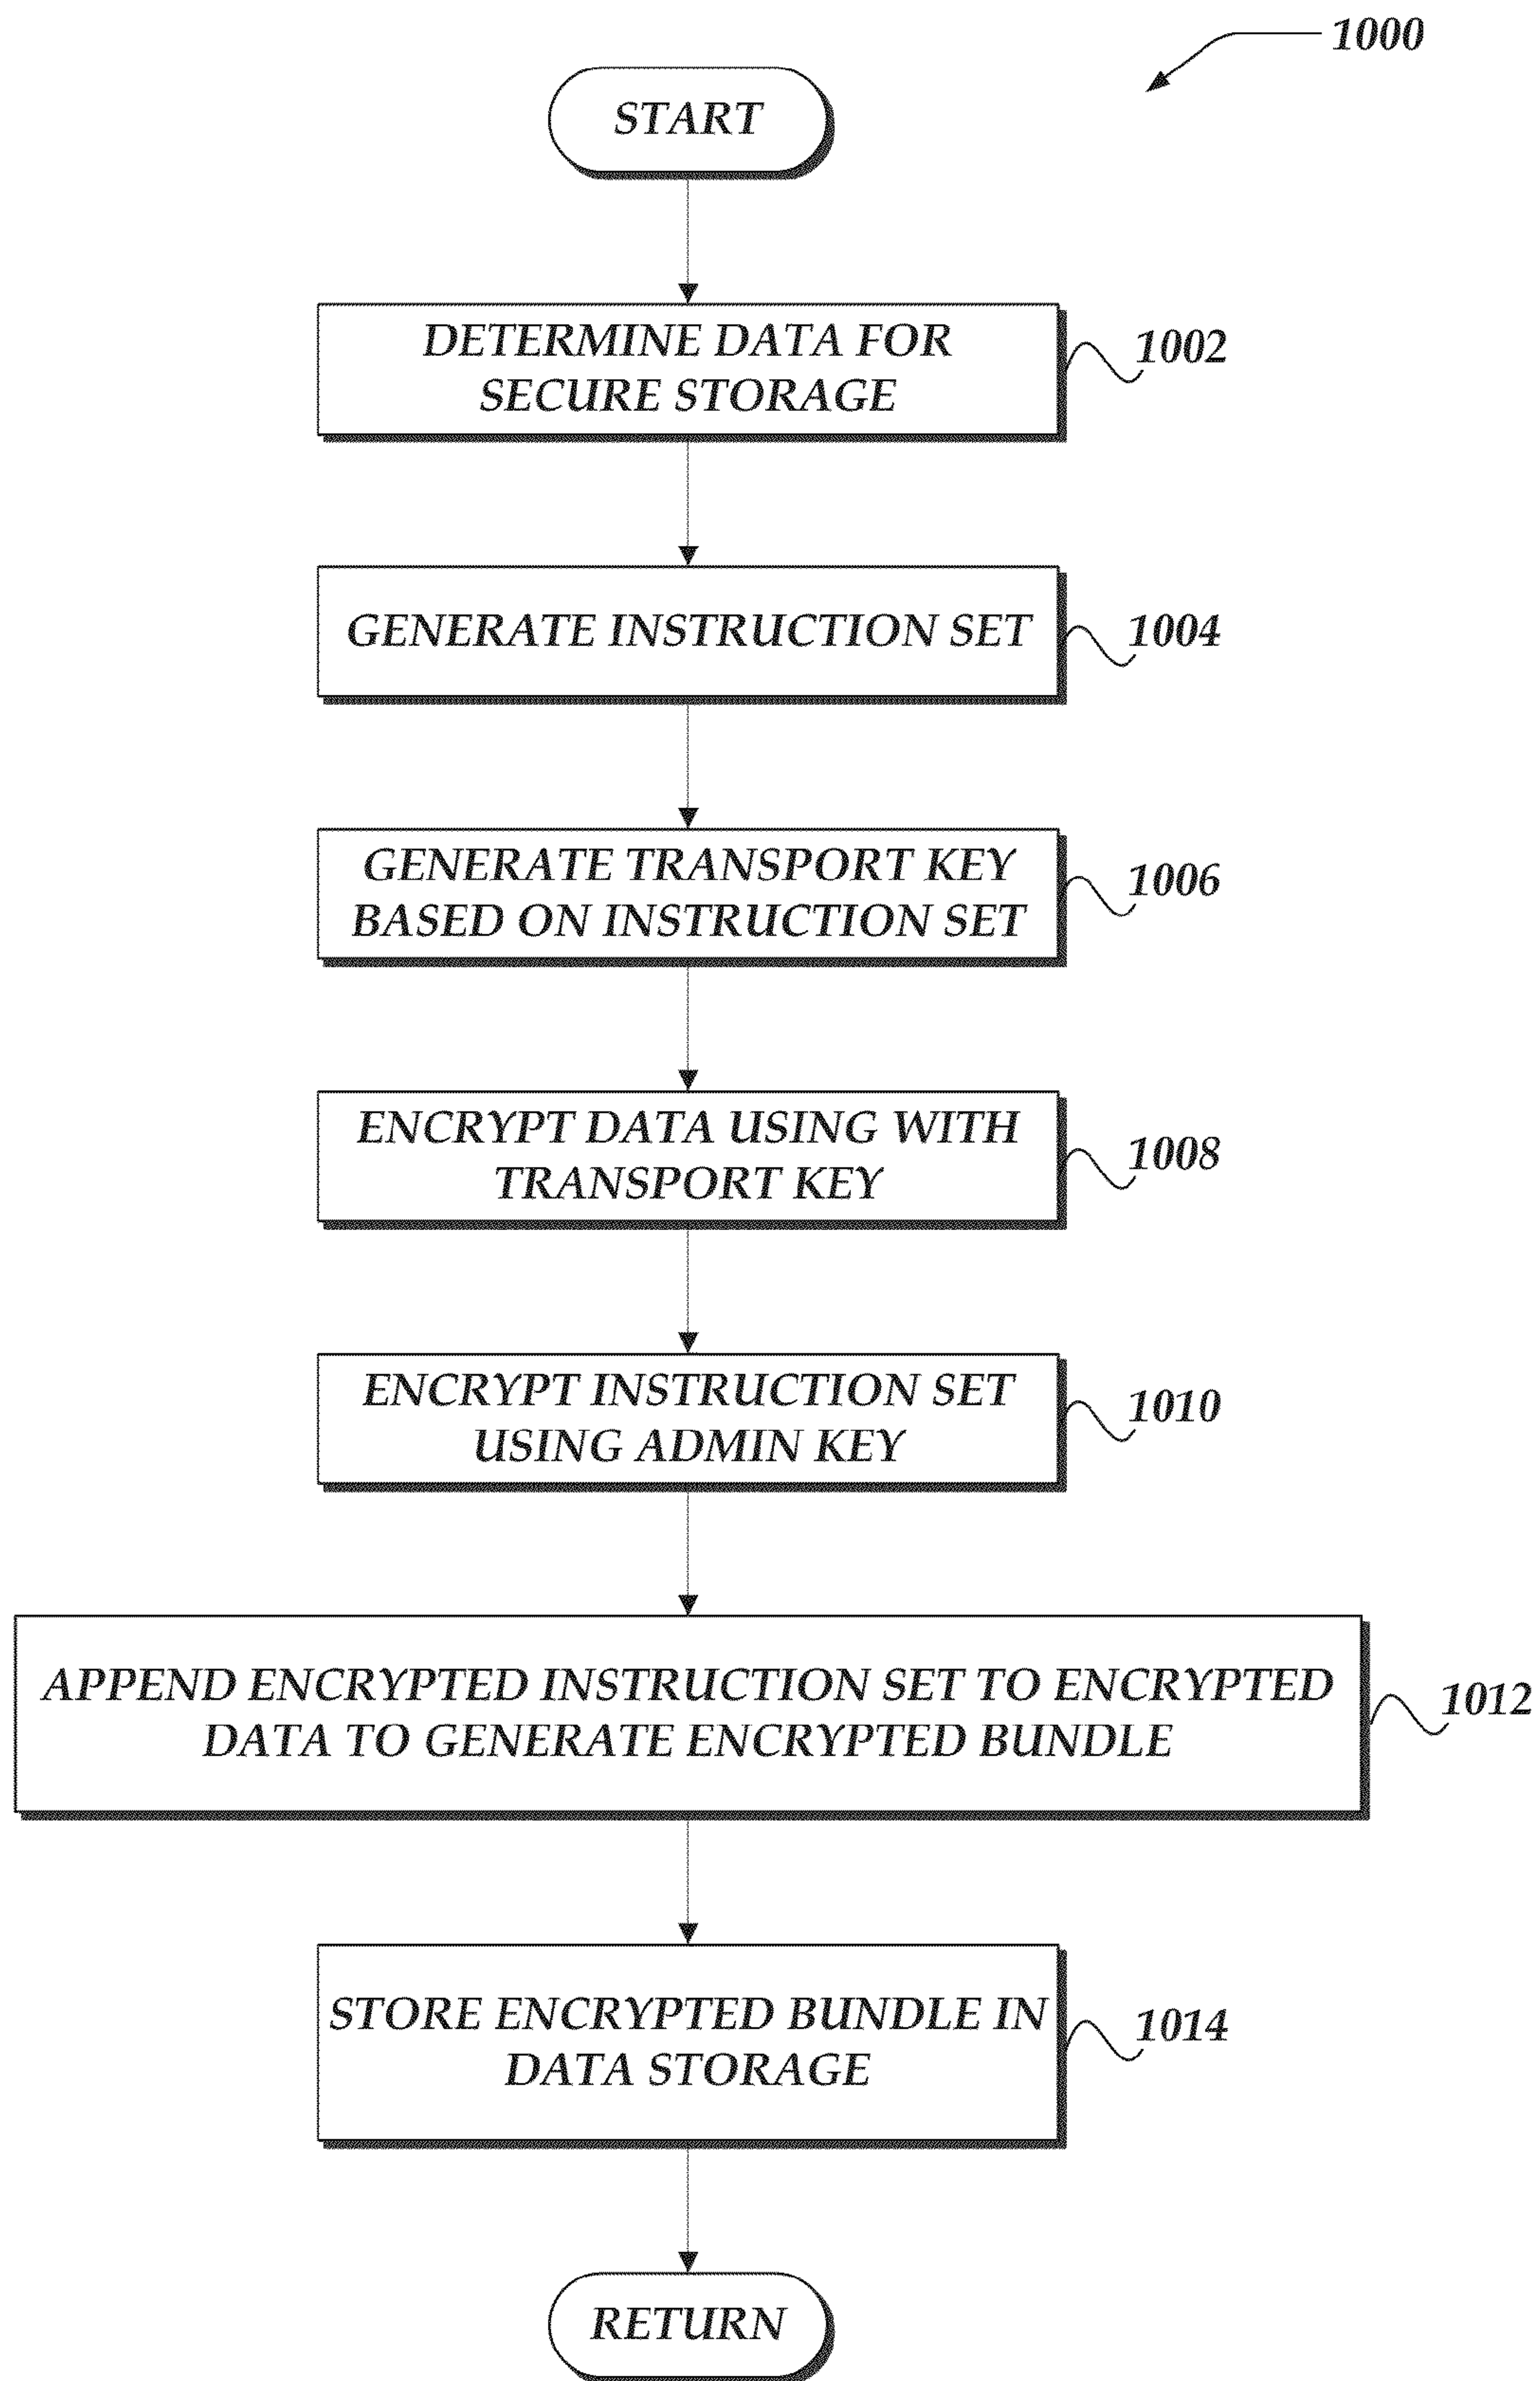 1000
START
DETERMINE DATA FOR
SECURE STORAGE
1002
GENERATE INSTRUCTION SET
1004
GENERATE TRANSPORT KEY
BASED ON INSTRUCTION SET
1006
ENCRYPT DATA USING WITH
TRANSPORT KEY
1008
ENCRYPT INSTRUCTION SET
USING ADMIN KEY
1010
APPEND ENCRYPTED INSTRUCTION SET TO ENCRYPTED
DATA TO GENERATE ENCRYPTED BUNDLE
1012
STORE ENCRYPTED BUNDLE IN
DATA STORAGE
1014
RETURN